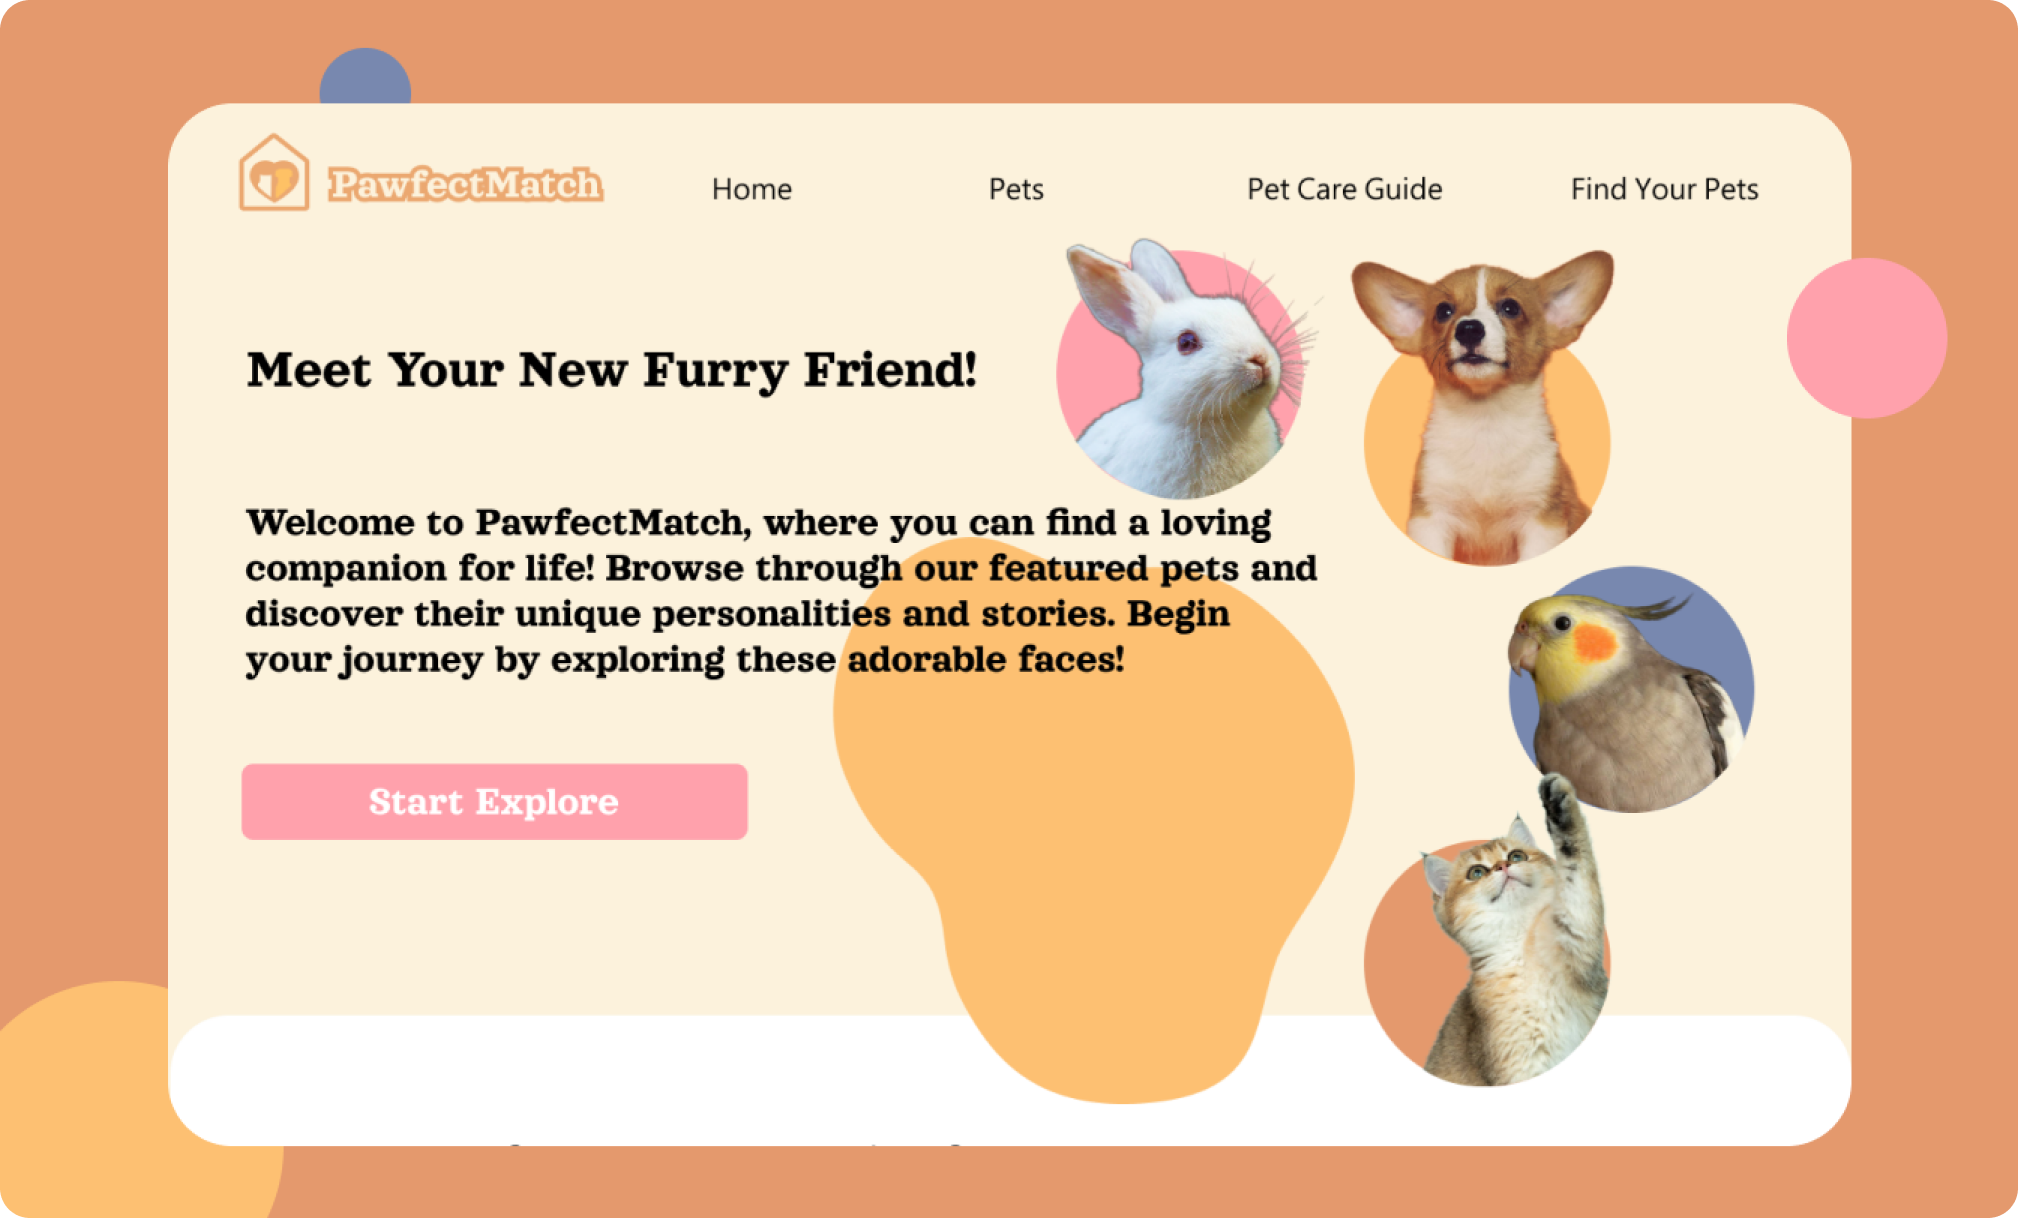 PawfectMatch
Home
Pets
Pet Care Guide
Find Your Pets
Meet Your New Furry Friend!
Welcome to PawfectMatch, where you can find a loving
companion for life! Browse through our featured pets and
discover their unique personalities and stories. Begin
your journey by exploring these adorable faces!
Start Explore